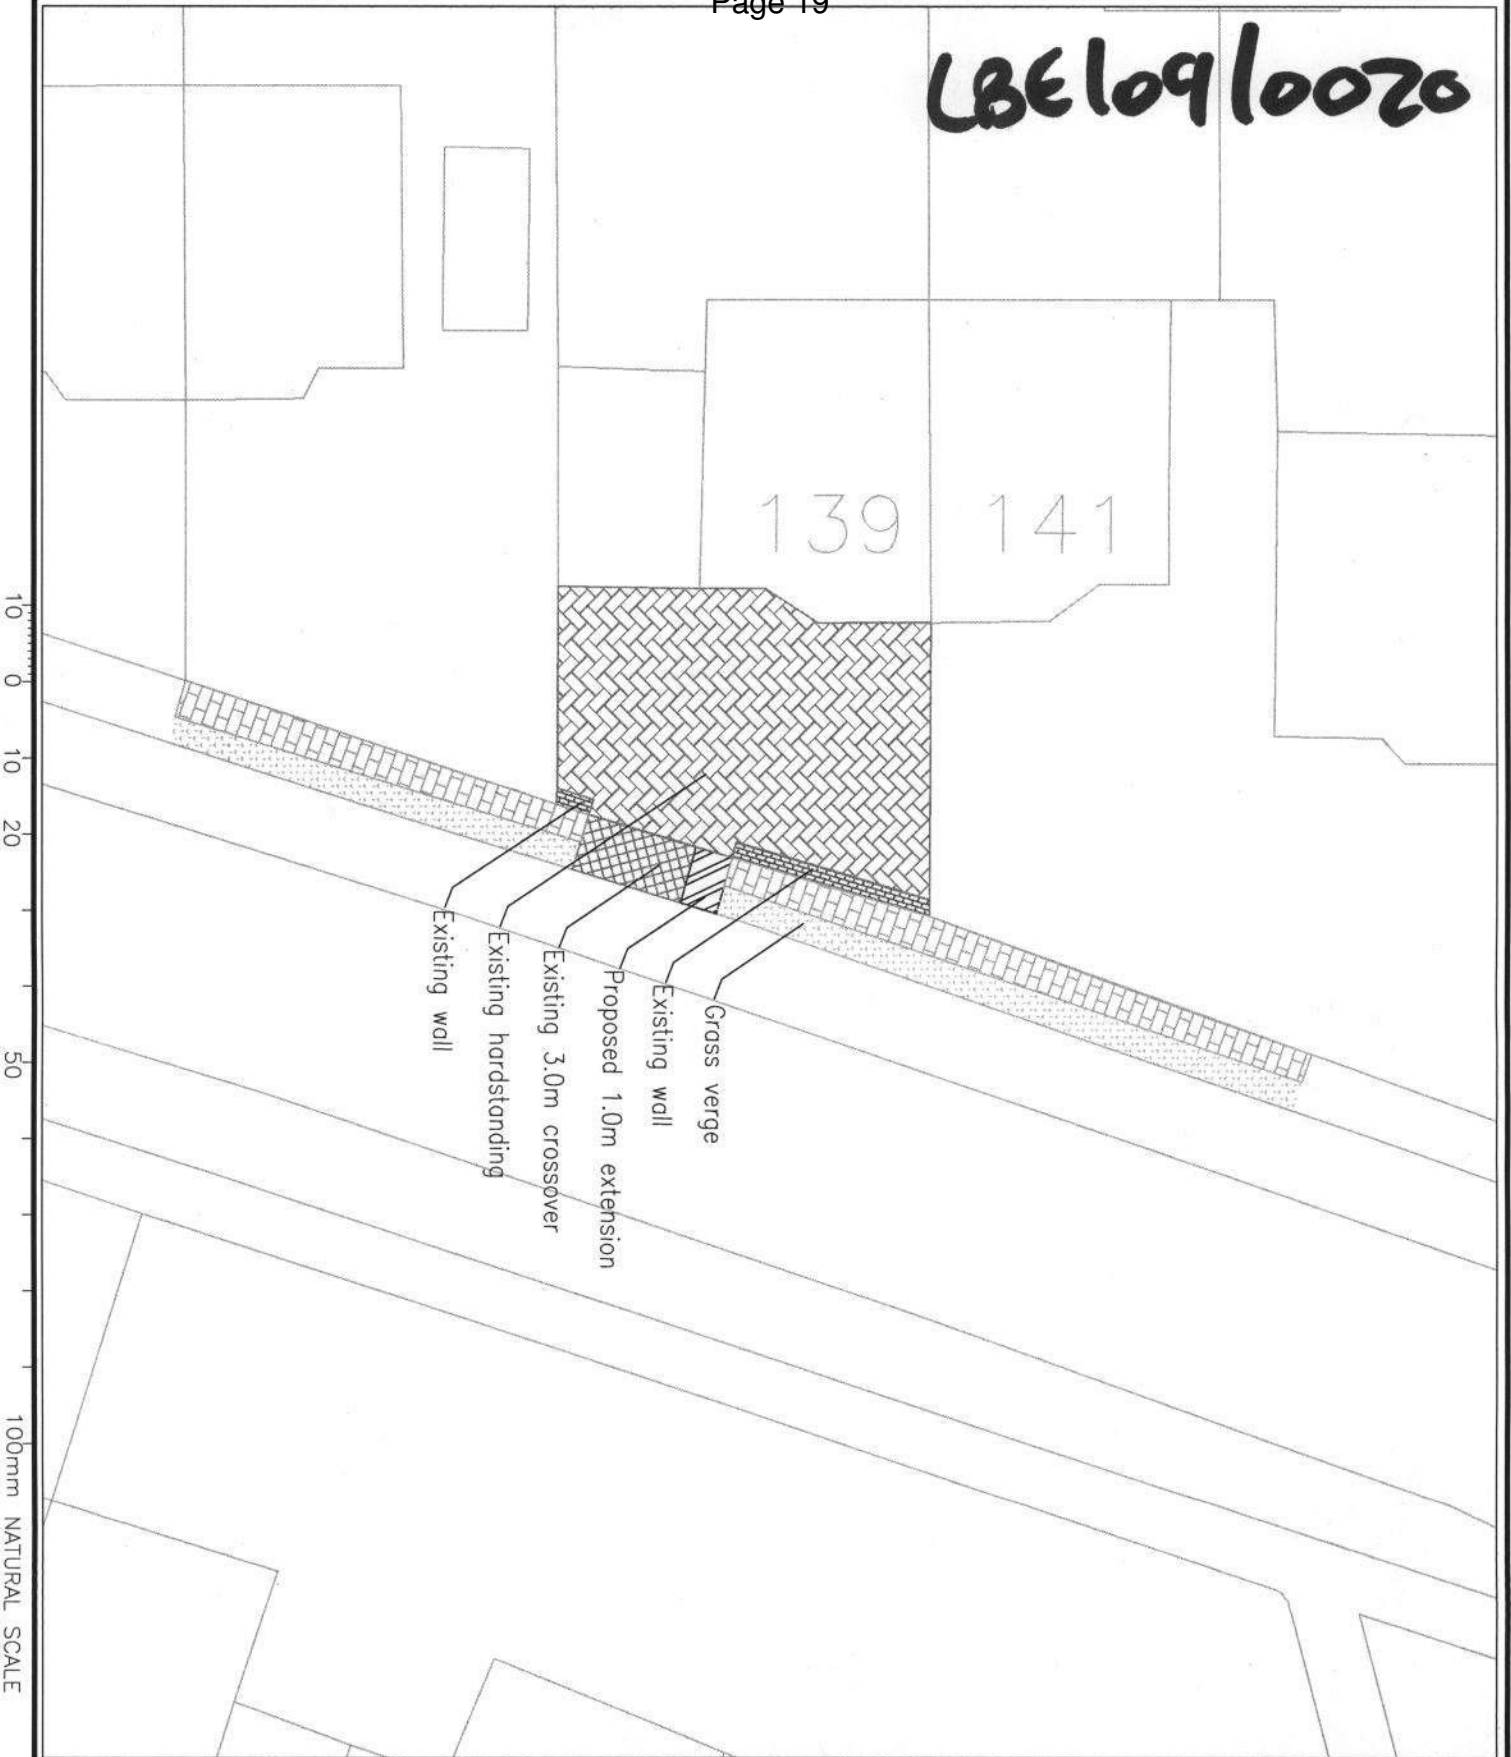 Page 19
LBE/09/0020
139
141
Grass verge
Existing wall
Proposed 1.0m extension
Existing 3.0m crossover
Existing hardstanding
Existing wall
10 0 10 20 50 100mm NATURAL SCALE